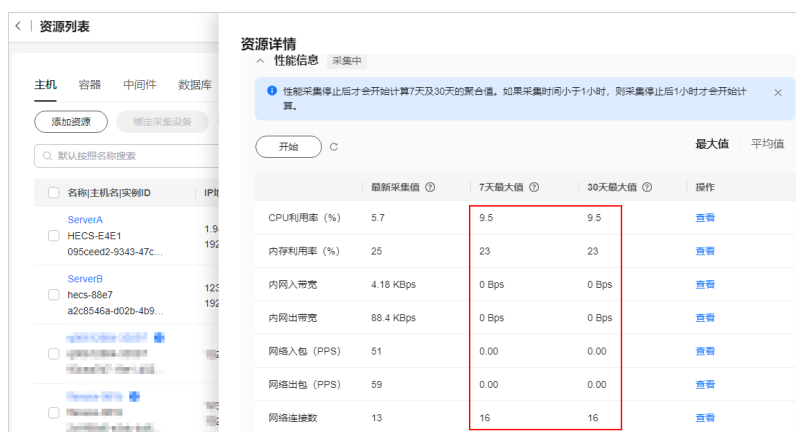 资源列表
主机 容器 中间件 数据库
添加资源 绑定采集设备
默认按照名称搜索
名称|主机名|实例ID
ServerA
HECS-E4E1
095ceed2-9343-47c...
1.9
192
ServerB
hecs-88e7
a2c8546a-d02b-4b9...
123
192
资源详情
性能信息 采集中
性能采集停止后才会开始计算7天及30天的聚合值。如果采集时间小于1小时，则采集停止后1小时才会开始计
算。
开始 最大值 平均值
最新采集值 7天最大值 30天最大值 操作
CPU利用率（%） 5.7 9.5 9.5 查看
内存利用率（%） 25 23 23 查看
内网入带宽 4.18 KBps 0 Bps 0 Bps 查看
内网出带宽 88.4 KBps 0 Bps 0 Bps 查看
网络入包（PPS） 51 0.00 0.00 查看
网络出包（PPS） 59 0.00 0.00 查看
网络连接数 13 16 16 查看